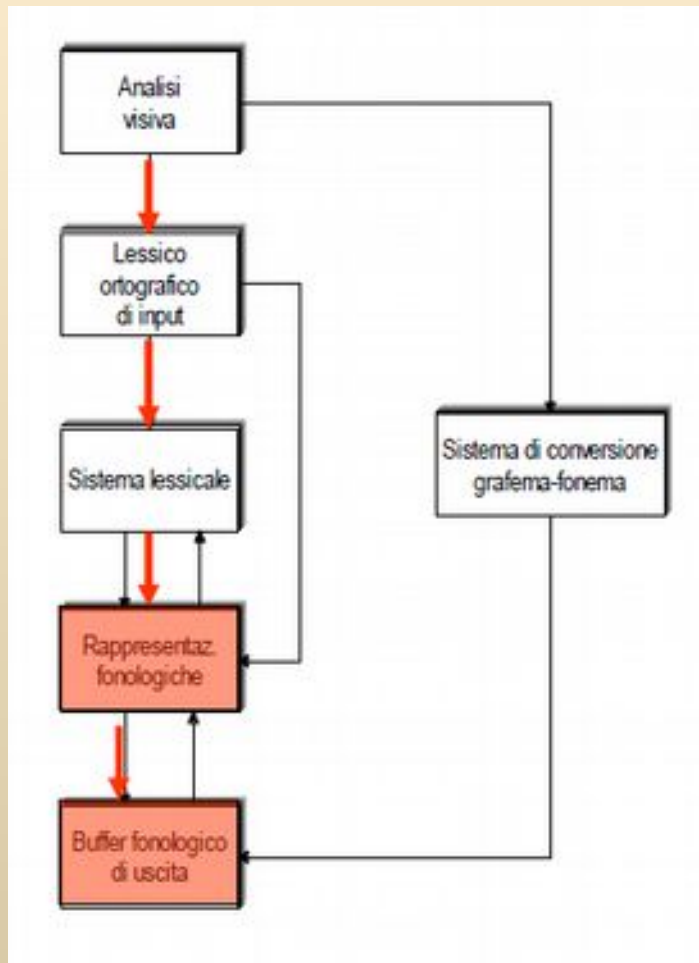 Analisi
visiva
Lessico
ortografico
di input
Sistema lessicale
Sistema di conversione
grafema-fonema
Rappresentaz.
fonologiche
Buffer fonologico
di uscita